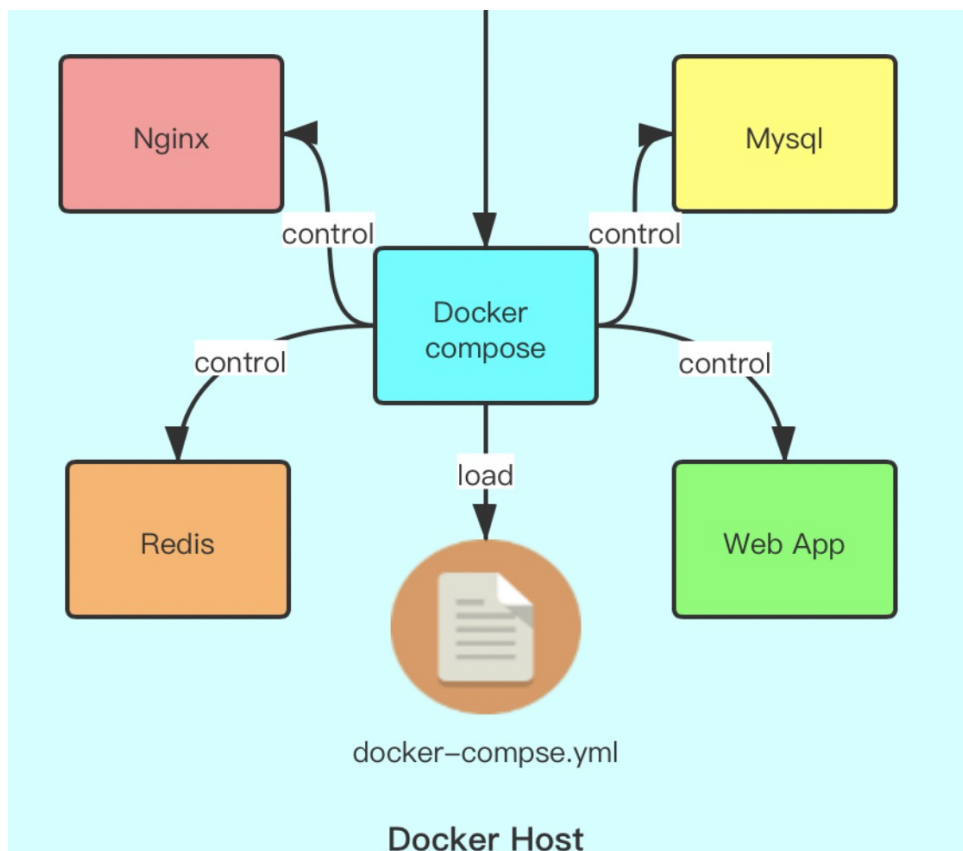 Nginx
Mysql
control
control
Docker
compose
control
control
load
Redis
Web App
docker-compse.yml
Docker Host